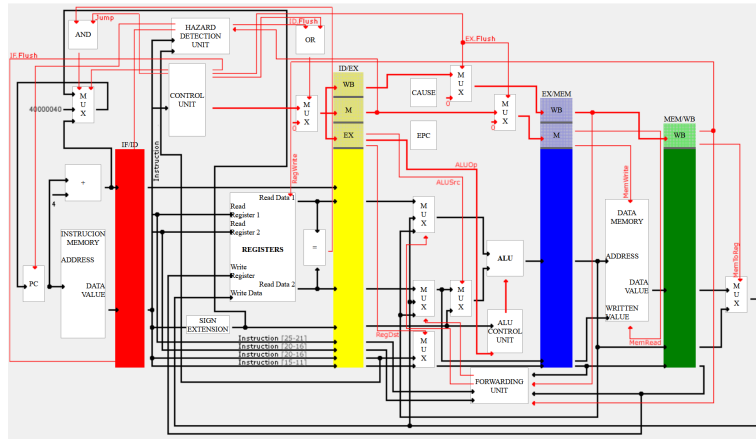 Jump
ID.Flush
HAZARD
DETECTION
UNIT
AND
OR
IF.Flush
EX.Flush
ID/EX
WB
M
EX
CAUSE
EPC
M
U
X
EX/MEM
WB
M
MEM/WB
WB
M
U
X
40000040
CONTROL
UNIT
M
U
X
0
M
U
X
0
M
U
X
0
IF/ID
Instruction
RegWrite
ALUOp
ALUSrc
MemWrite
MemToReg
+
4
INSTRUCION
MEMORY
ADDRESS
DATA
VALUE
PC
Read Data 1
Read
Register 1
Read
Register 2
REGISTERS
Write
Register
Read Data 2
Write Data
=
SIGN
EXTENSION
M
U
X
M
U
X
M
U
X
M
U
X
RegDst
ALU
ALU
CONTROL
UNIT
DATA
MEMORY
ADDRESS
DATA
VALUE
WRITTEN
VALUE
MemRead
M
U
X
Instruction [25-21]
Instruction [20-16]
Instruction [20-16]
Instruction [15-11]
FORWARDING
UNIT